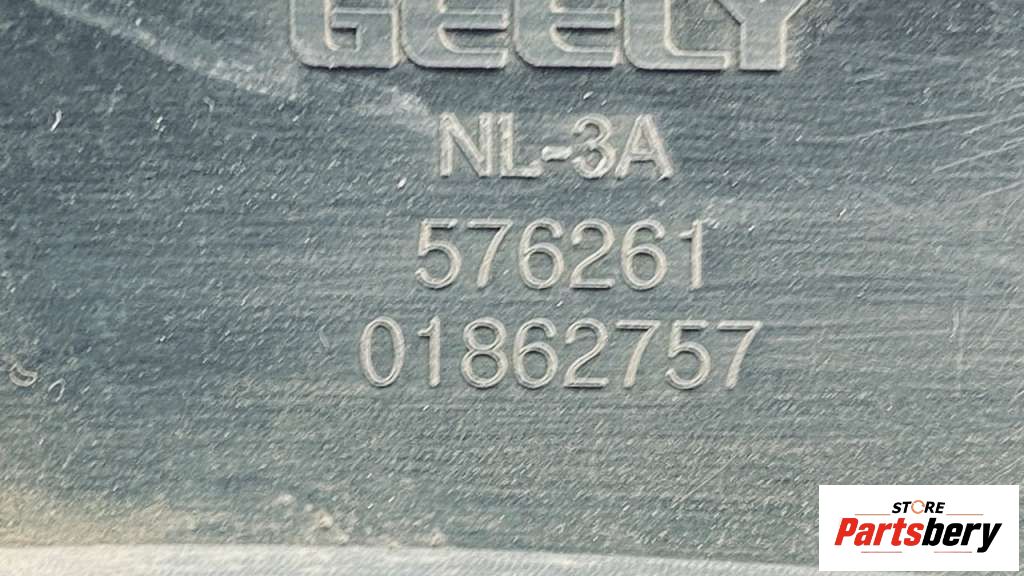 GEELY
NL-3A
576261
01862757
STORE
Partsbery